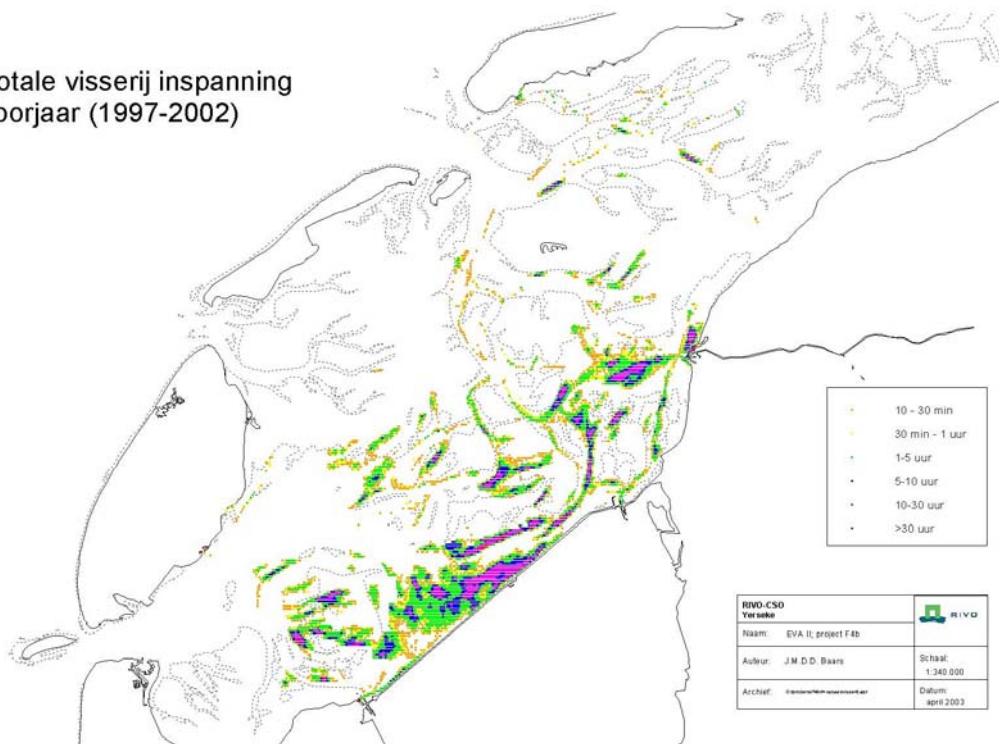 otale visserij inspanning
oorjaar (1997-2002)
10 - 30 min
30 min - 1 uur
1-5 uur
5-10 uur
10-30 uur
>30 uur
RIVO-CSO
Yerseke
RIVO
Naam: EVA II; project F4b
Auteur: J.M.D.D. Baars
Schaal:
1:340.000
Archief:
Datum:
april 2003